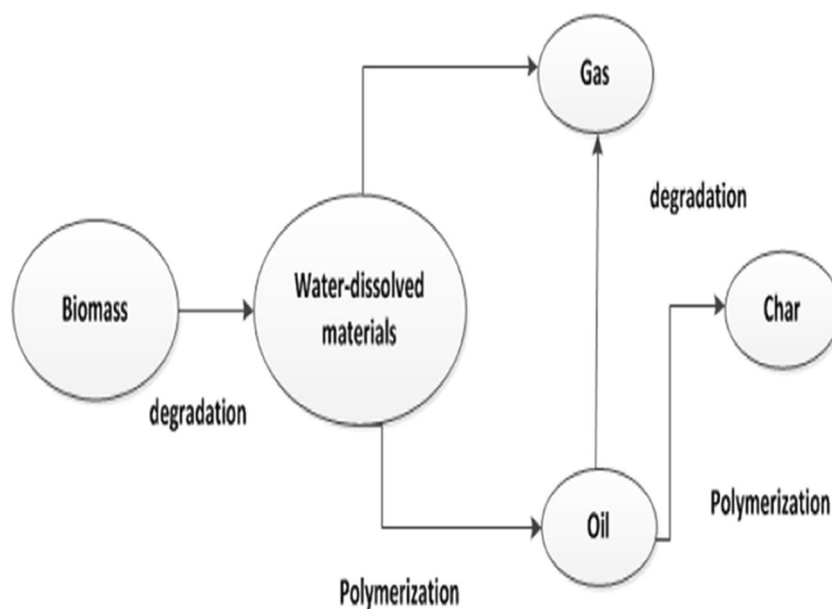 Gas
degradation
Biomass
Water-dissolved
materials
Char
degradation
Oil
Polymerization
Polymerization